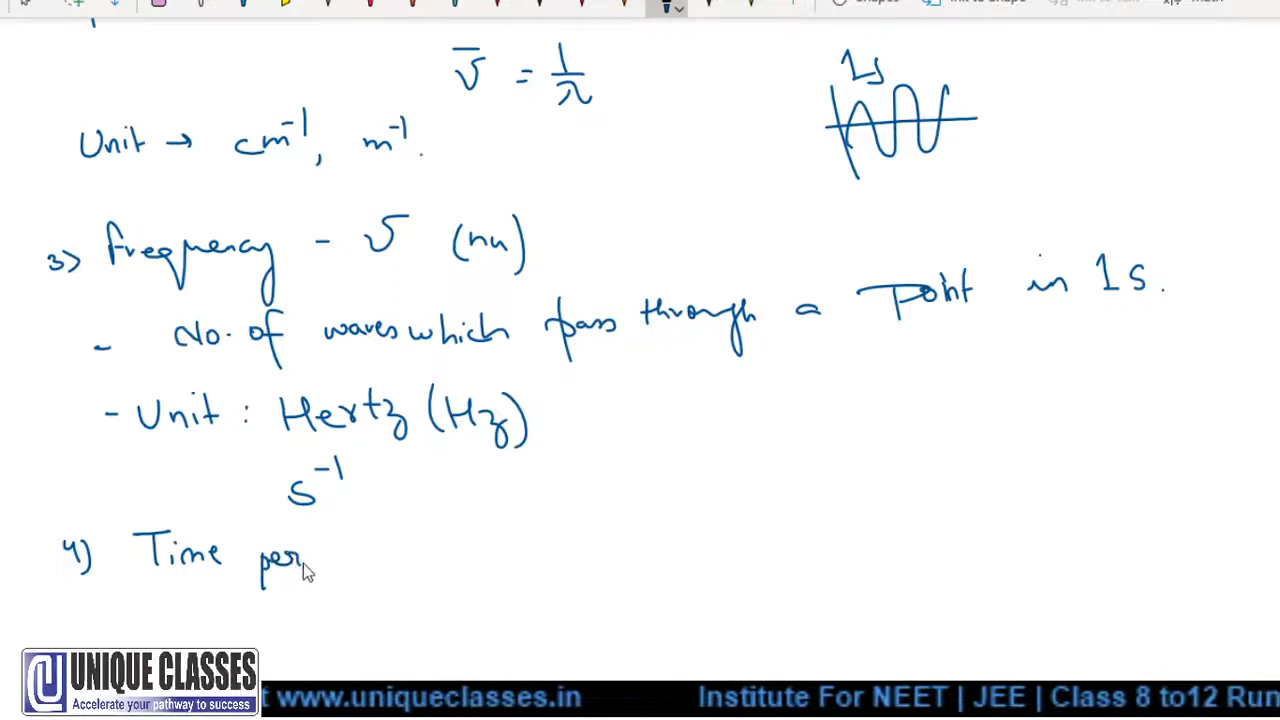 ν̄ = 1/λ
1s
Unit → cm⁻¹, m⁻¹.
3) Frequency - ν (nu)
- No. of waves which pass through a point in 1s.
- Unit : Hertz (Hz)
s⁻¹
4) Time per
UNIQUE CLASSES
Accelerate your pathway to success
t www.uniqueclasses.in Institute For NEET | JEE | Class 8 to12 Run